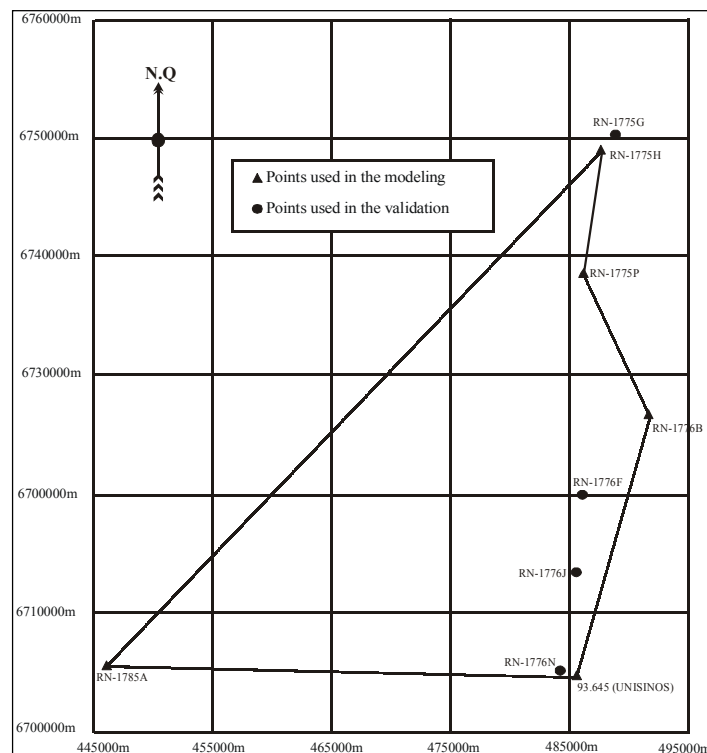 6760000m
N.Q
RN-1775G
6750000m
RN-1775H
▲ Points used in the modeling
● Points used in the validation
6740000m
RN-1775P
6730000m
RN-1776B
RN-1776F
6700000m
RN-1776J
6710000m
RN-1776N
RN-1785A
93.645 (UNISINOS)
6700000m
445000m 455000m 465000m 475000m 485000m 495000m